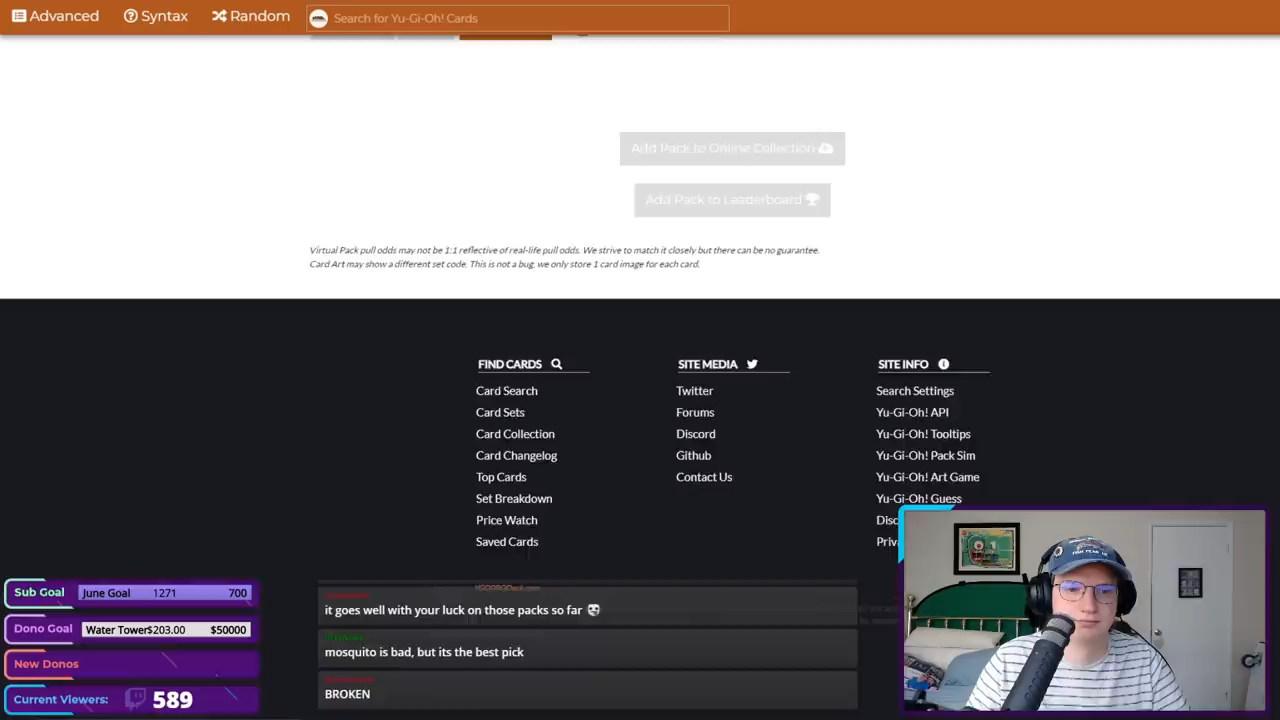 Advanced
Syntax
Random
Search for Yu-Gi-Oh! Cards
Add Pack to Online Collection
Add Pack to Leaderboard
Virtual Pack pull odds may not be 1:1 reflective of real-life pull odds. We strive to match it closely but there can be no guarantee.
Card Art may show a different set code. This is not a bug, we only store 1 card image for each card.
FIND CARDS
Card Search
Card Sets
Card Collection
Card Changelog
Top Cards
Set Breakdown
Price Watch
Saved Cards
SITE MEDIA
Twitter
Forums
Discord
Github
Contact Us
SITE INFO
Search Settings
Yu-Gi-Oh! API
Yu-Gi-Oh! Tooltips
Yu-Gi-Oh! Pack Sim
Yu-Gi-Oh! Art Game
Yu-Gi-Oh! Guess
Sub Goal
June Goal 1271 700
Dono Goal
Water Tower $203.00 $50000
New Donos
Current Viewers: 589
it goes well with your luck on those packs so far
mosquito is bad, but its the best pick
BROKEN